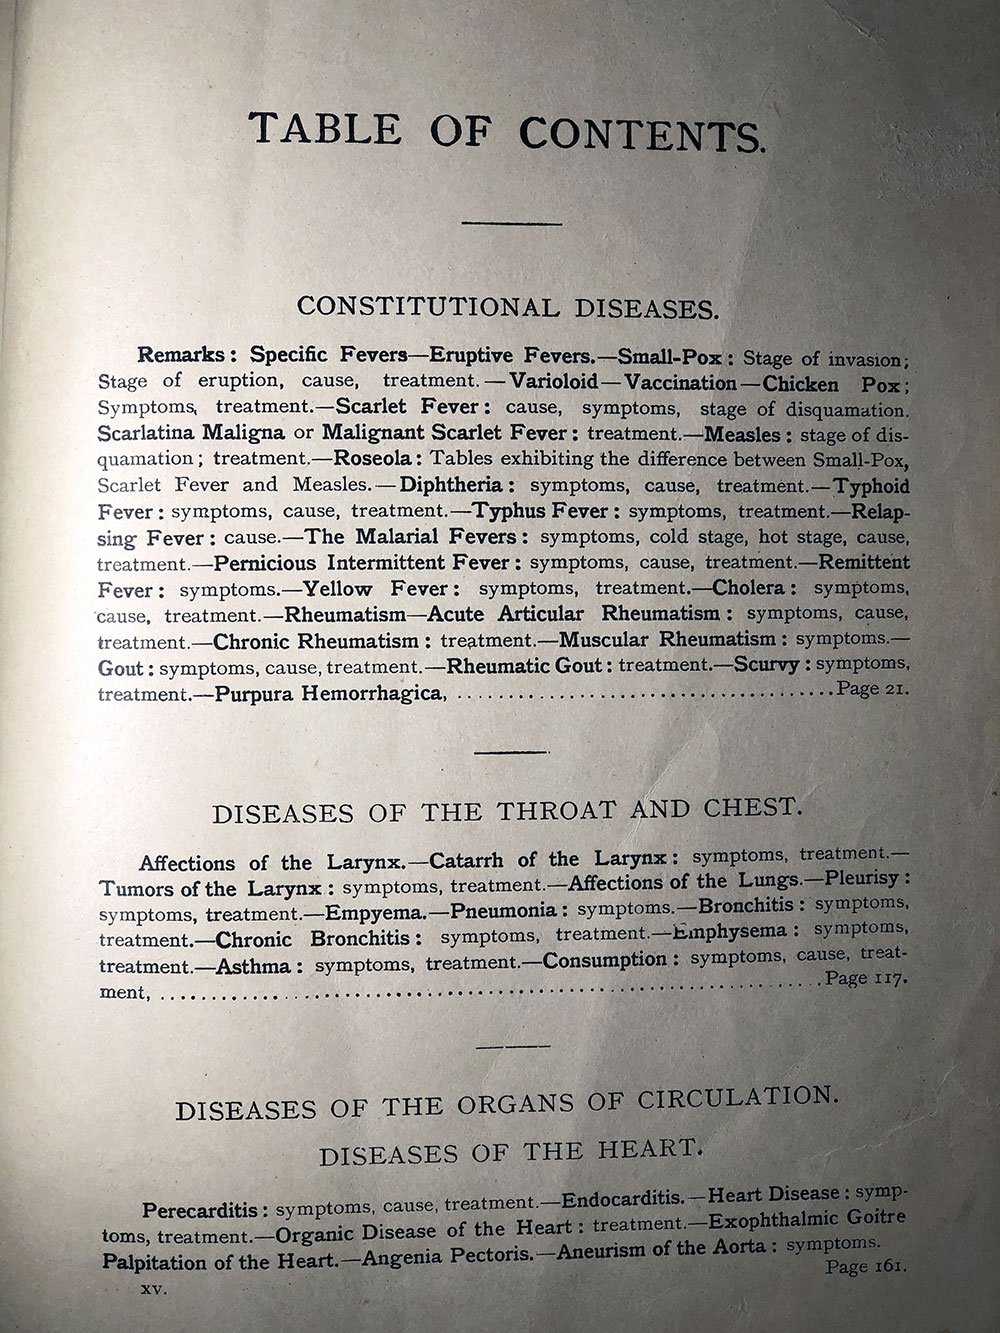 TABLE OF CONTENTS.
CONSTITUTIONAL DISEASES.
Remarks: Specific Fevers—Eruptive Fevers.—Small-Pox: Stage of invasion;
Stage of eruption, cause, treatment.—Varioloid—Vaccination—Chicken Pox;
Symptoms, treatment.—Scarlet Fever: cause, symptoms, stage of disquamation.
Scarlatina Maligna or Malignant Scarlet Fever: treatment.—Measles: stage of dis-
quamation; treatment.—Roseola: Tables exhibiting the difference between Small-Pox,
Scarlet Fever and Measles.—Diphtheria: symptoms, cause, treatment.—Typhoid
Fever: symptoms, cause, treatment.—Typhus Fever: symptoms, treatment.—Relap-
sing Fever: cause.—The Malarial Fevers: symptoms, cold stage, hot stage, cause,
treatment.—Pernicious Intermittent Fever: symptoms, cause, treatment.—Remittent
Fever: symptoms.—Yellow Fever: symptoms, treatment.—Cholera: symptoms,
cause, treatment.—Rheumatism—Acute Articular Rheumatism: symptoms, cause,
treatment.—Chronic Rheumatism: treatment.—Muscular Rheumatism: symptoms.—
Gout: symptoms, cause, treatment.—Rheumatic Gout: treatment.—Scurvy: symptoms,
treatment.—Purpura Hemorrhagica, ......................................Page 21.
DISEASES OF THE THROAT AND CHEST.
Affections of the Larynx.—Catarrh of the Larynx: symptoms, treatment.—
Tumors of the Larynx: symptoms, treatment.—Affections of the Lungs.—Pleurisy:
symptoms, treatment.—Empyema.—Pneumonia: symptoms.—Bronchitis: symptoms,
treatment.—Chronic Bronchitis: symptoms, treatment.—Emphysema: symptoms,
treatment.—Asthma: symptoms, treatment.—Consumption: symptoms, cause, treat-
ment, ..................................................................Page 117.
DISEASES OF THE ORGANS OF CIRCULATION.
DISEASES OF THE HEART.
Perecarditis: symptoms, cause, treatment.—Endocarditis.—Heart Disease: symp-
toms, treatment.—Organic Disease of the Heart: treatment.—Exophthalmic Goitre
Palpitation of the Heart.—Angenia Pectoris.—Aneurism of the Aorta: symptoms.
Page 161.
xv.